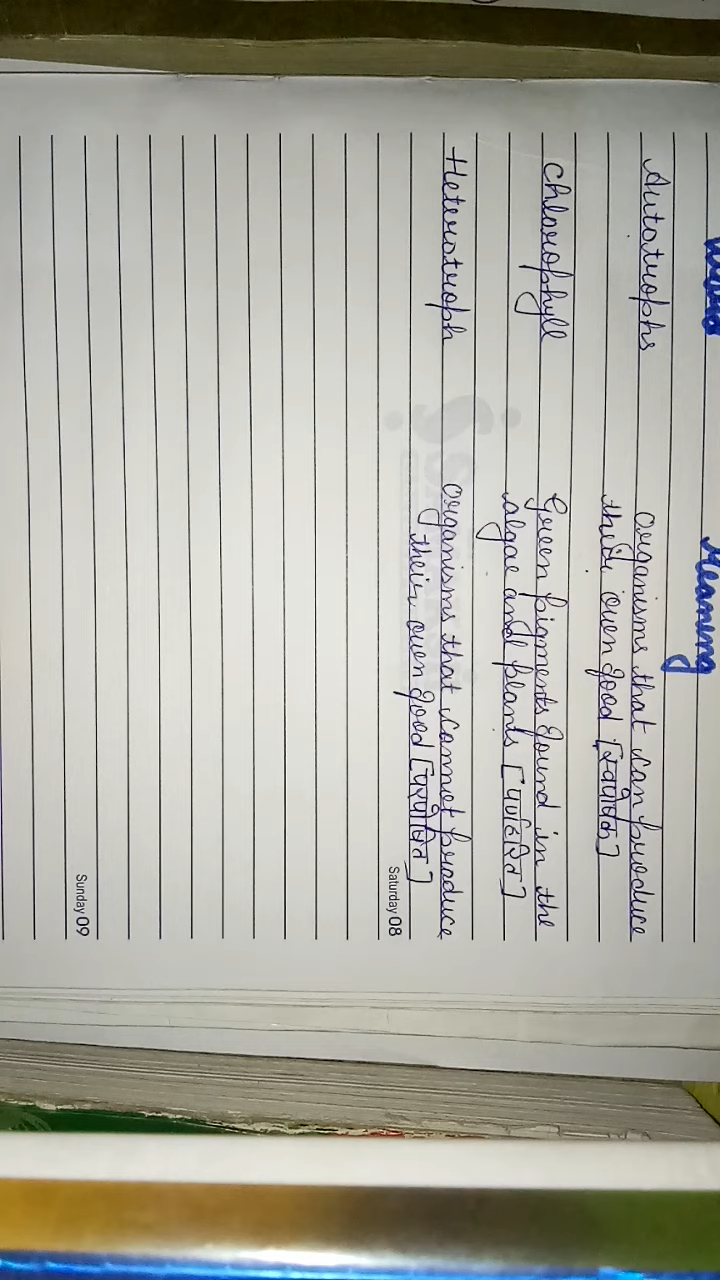 Words Meaning
Autotrophs Organisms that can produce
their own food [स्वपोषित]
Chlorophyll Green pigments found in the
algae and plants [पर्णहरित]
Heterotroph Organisms that cannot produce
their own food [परपोषित]
Saturday 08
Sunday 09